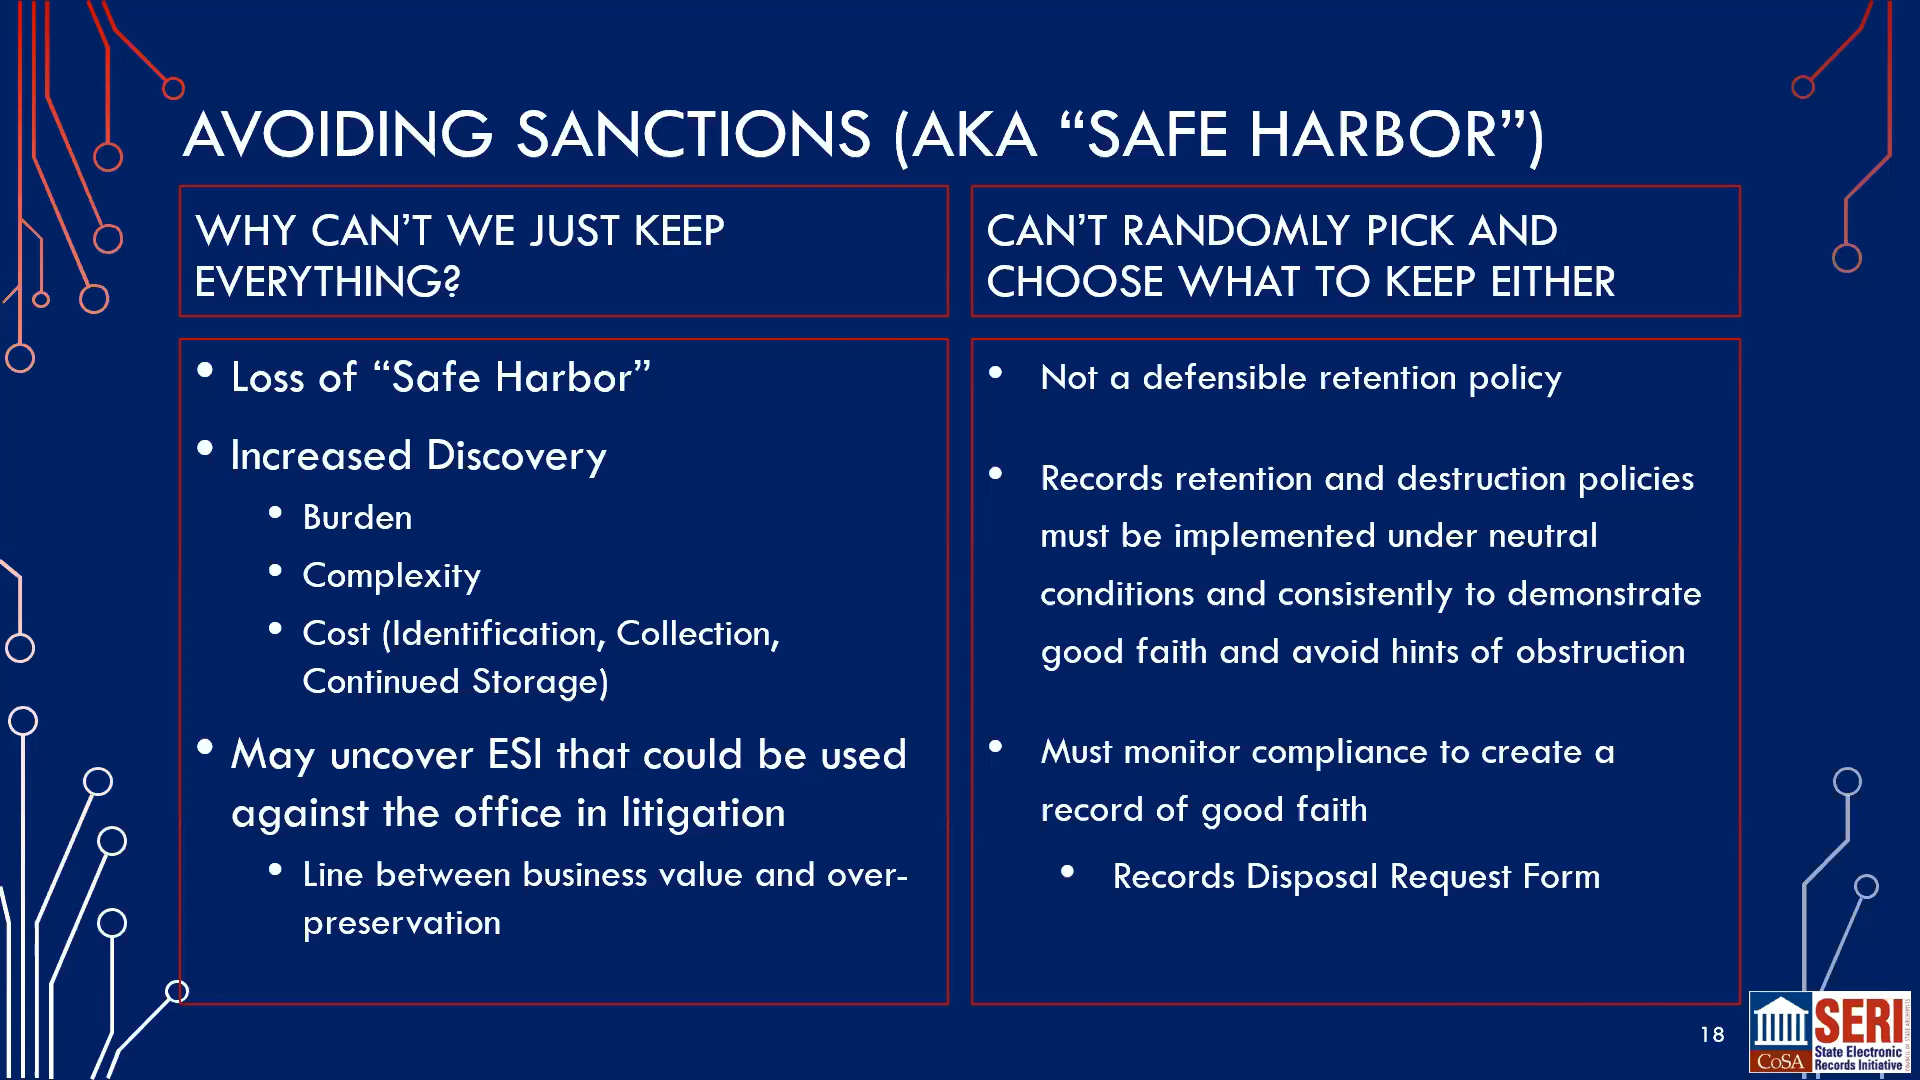 AVOIDING SANCTIONS (AKA “SAFE HARBOR”)
WHY CAN’T WE JUST KEEP
EVERYTHING?
• Loss of “Safe Harbor”
• Increased Discovery
• Burden
• Complexity
• Cost (Identification, Collection,
Continued Storage)
• May uncover ESI that could be used
against the office in litigation
• Line between business value and over-
preservation
CAN’T RANDOMLY PICK AND
CHOOSE WHAT TO KEEP EITHER
• Not a defensible retention policy
• Records retention and destruction policies
must be implemented under neutral
conditions and consistently to demonstrate
good faith and avoid hints of obstruction
• Must monitor compliance to create a
record of good faith
• Records Disposal Request Form
18
CoSA
SERI
State Electronic
Records Initiative